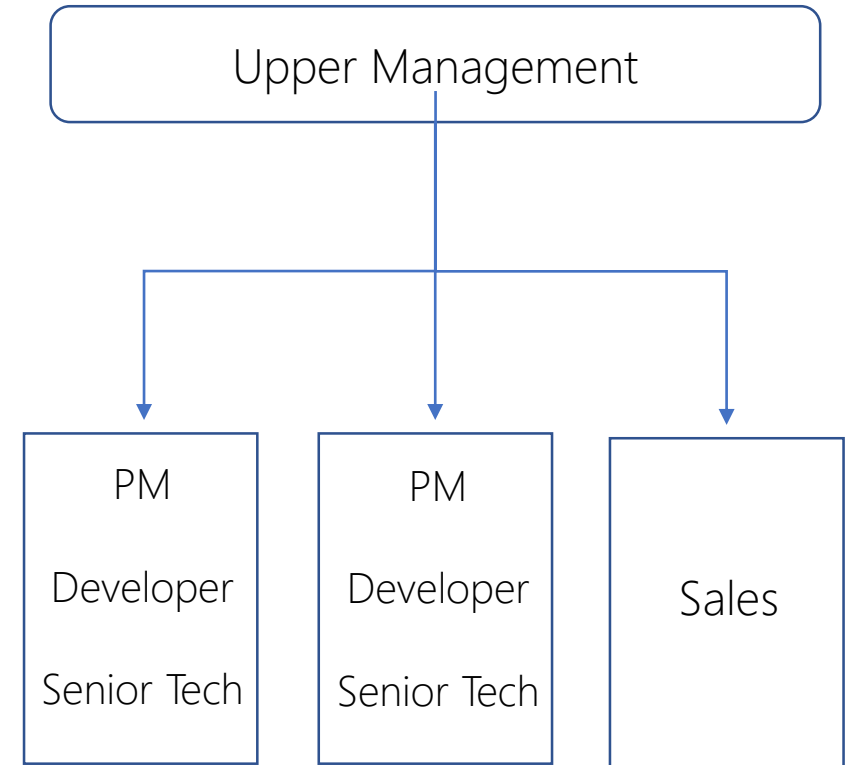 Upper Management
PM
Developer
Senior Tech
PM
Developer
Senior Tech
Sales